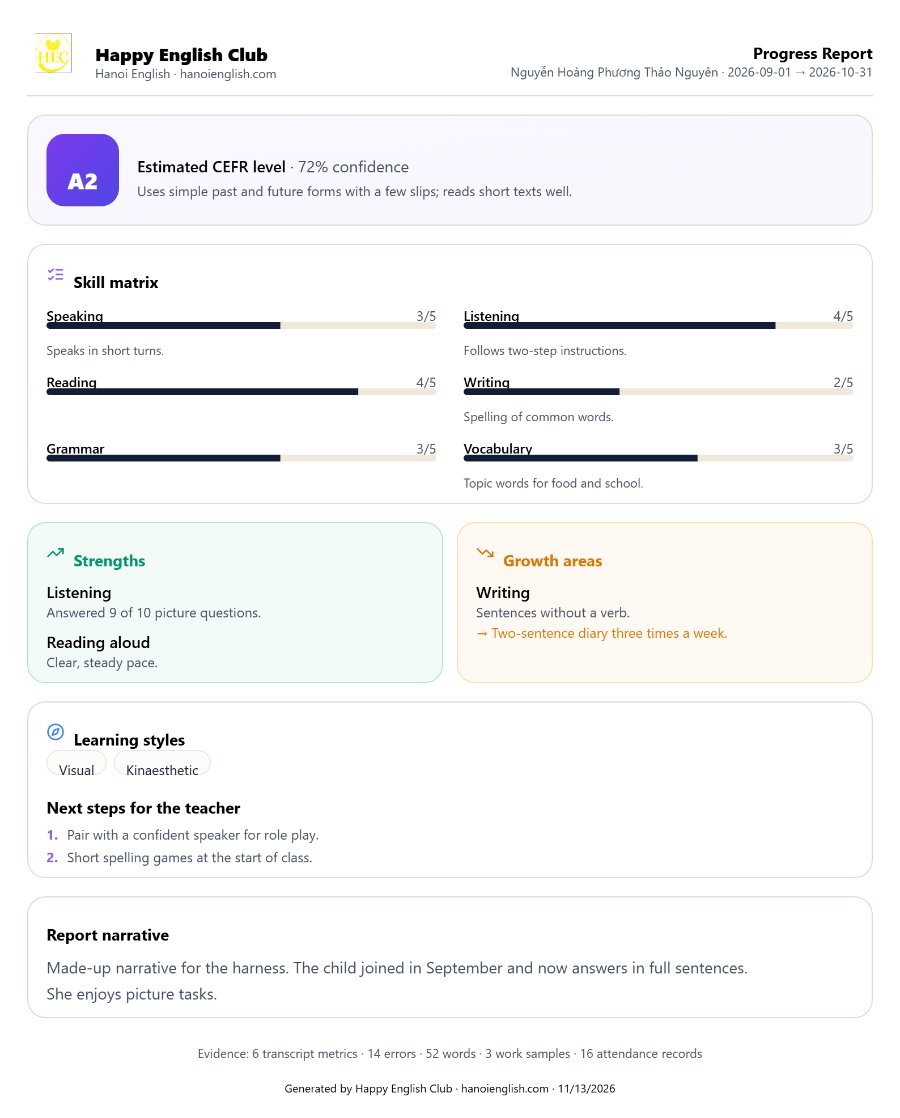 HEC
Happy English Club
Hanoi English · hanoienglish.com
Progress Report
Nguyễn Hoàng Phương Thảo Nguyên · 2026-09-01 → 2026-10-31
A2
Estimated CEFR level · 72% confidence
Uses simple past and future forms with a few slips; reads short texts well.
Skill matrix
Speaking 3/5
Speaks in short turns.
Listening 4/5
Follows two-step instructions.
Reading 4/5
Writing 2/5
Spelling of common words.
Grammar 3/5
Vocabulary 3/5
Topic words for food and school.
Strengths
Listening
Answered 9 of 10 picture questions.
Reading aloud
Clear, steady pace.
Growth areas
Writing
Sentences without a verb.
→ Two-sentence diary three times a week.
Learning styles
Visual Kinaesthetic
Next steps for the teacher
1. Pair with a confident speaker for role play.
2. Short spelling games at the start of class.
Report narrative
Made-up narrative for the harness. The child joined in September and now answers in full sentences.
She enjoys picture tasks.
Evidence: 6 transcript metrics · 14 errors · 52 words · 3 work samples · 16 attendance records
Generated by Happy English Club · hanoienglish.com · 11/13/2026